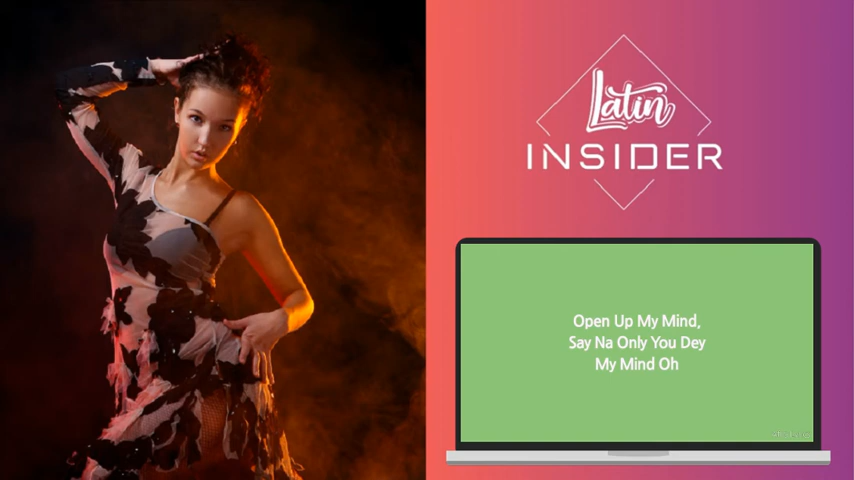 Latin
INSIDER
Open Up My Mind,
Say Na Only You Dey
My Mind Oh